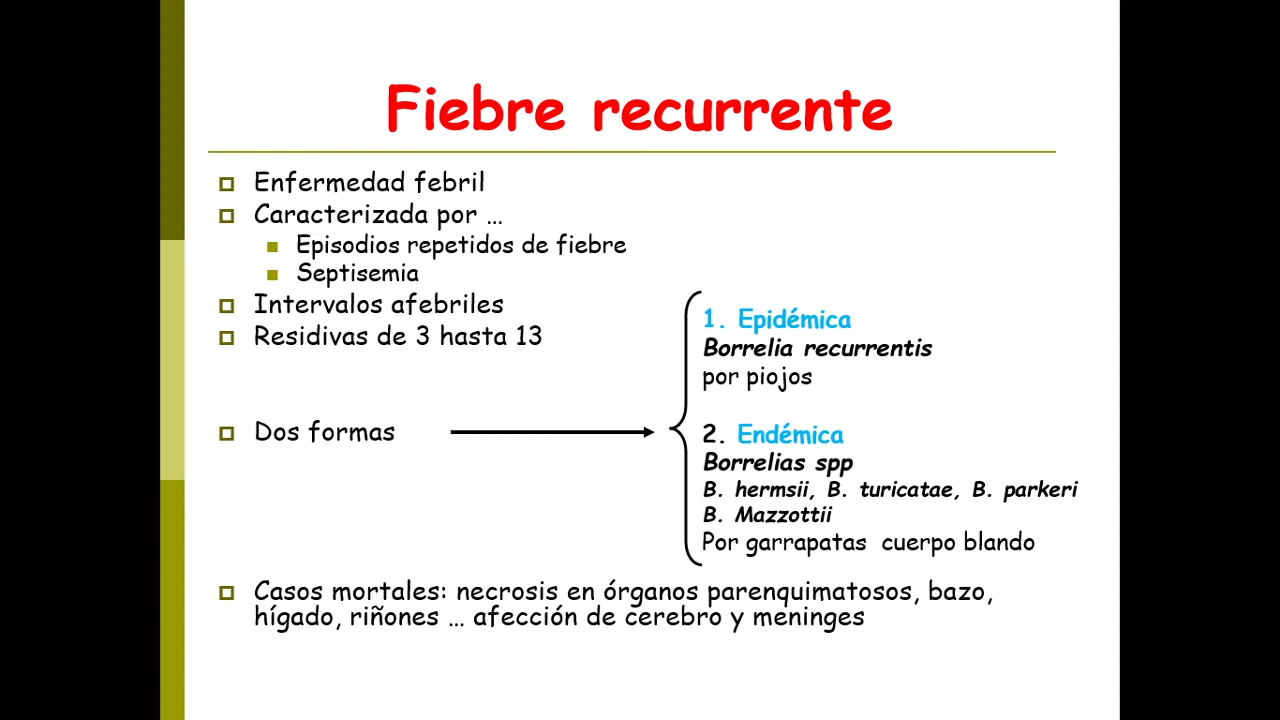 Fiebre recurrente
Enfermedad febril
Caracterizada por …
Episodios repetidos de fiebre
Septisemia
Intervalos afebriles
Residivas de 3 hasta 13
Dos formas
1. Epidémica
Borrelia recurrentis
por piojos
2. Endémica
Borrelias spp
B. hermsii, B. turicatae, B. parkeri
B. Mazzottii
Por garrapatas cuerpo blando
Casos mortales: necrosis en órganos parenquimatosos, bazo,
hígado, riñones … afección de cerebro y meninges